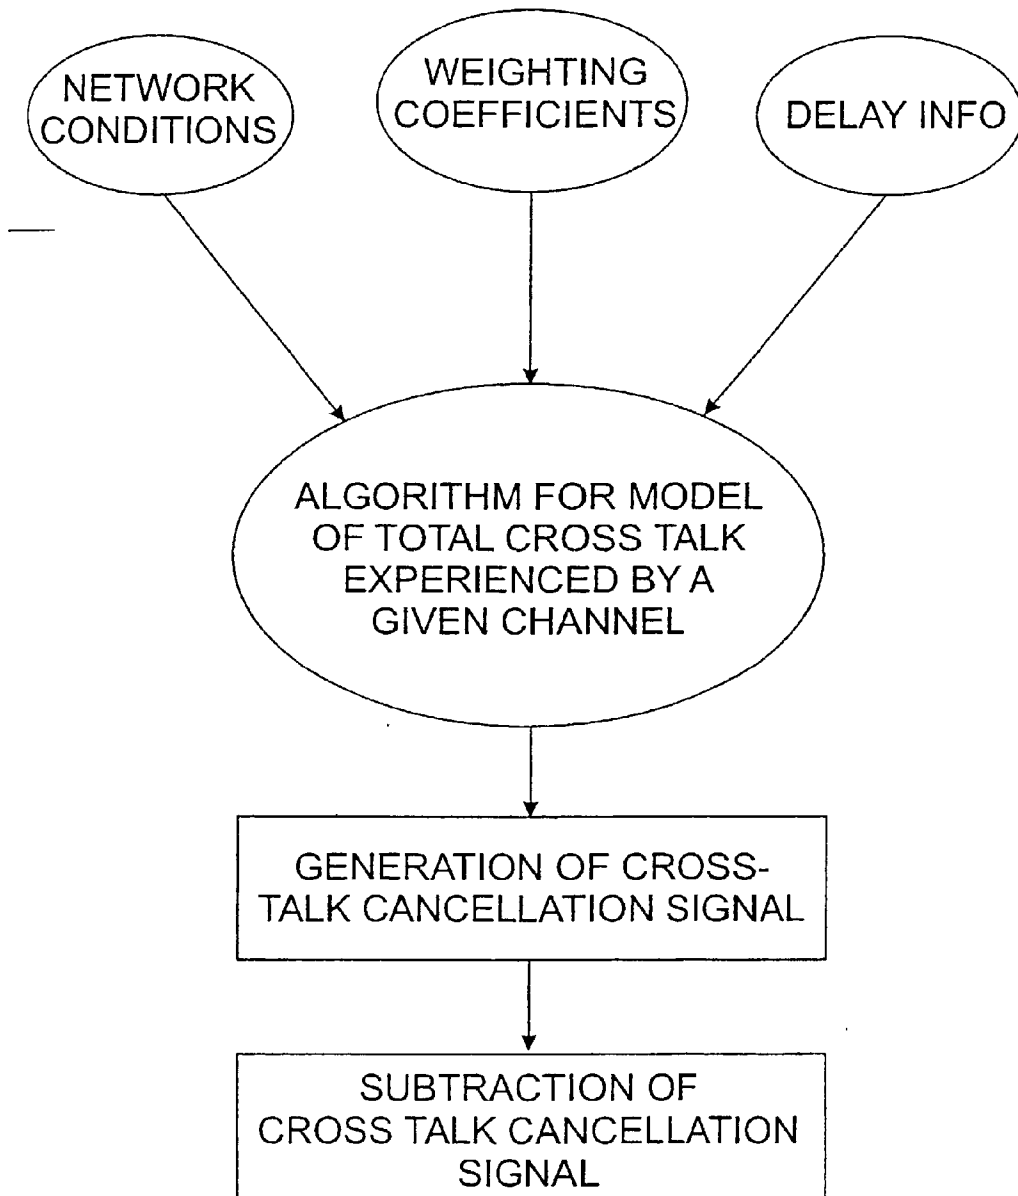 NETWORK
CONDITIONS
WEIGHTING
COEFFICIENTS
DELAY INFO
ALGORITHM FOR MODEL
OF TOTAL CROSS TALK
EXPERIENCED BY A
GIVEN CHANNEL
GENERATION OF CROSS-
TALK CANCELLATION SIGNAL
SUBTRACTION OF
CROSS TALK CANCELLATION
SIGNAL